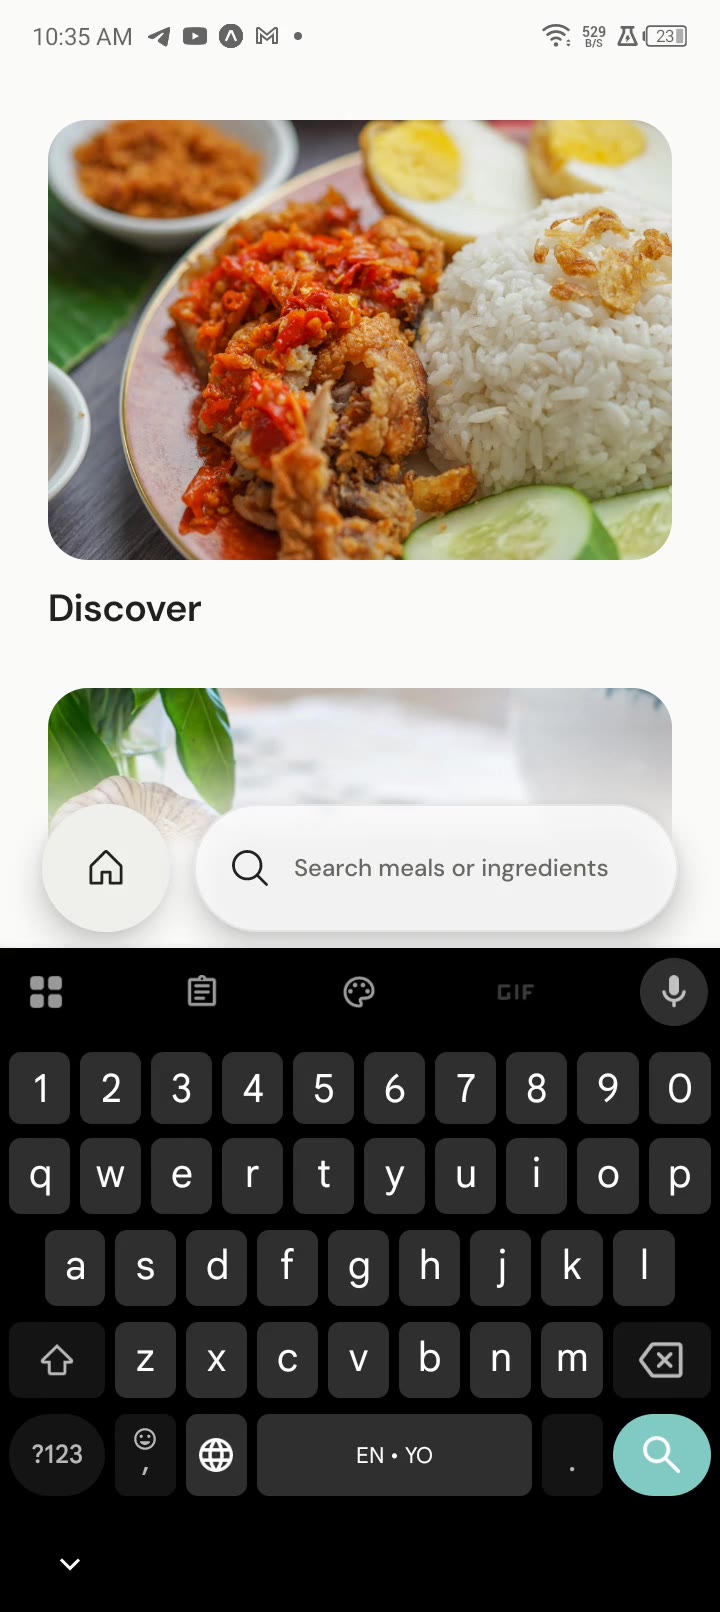 10:35 AM
529
B/S
23
Discover
Search meals or ingredients
GIF
1 2 3 4 5 6 7 8 9 0
q w e r t y u i o p
a s d f g h j k l
z x c v b n m
?123 , EN • YO .